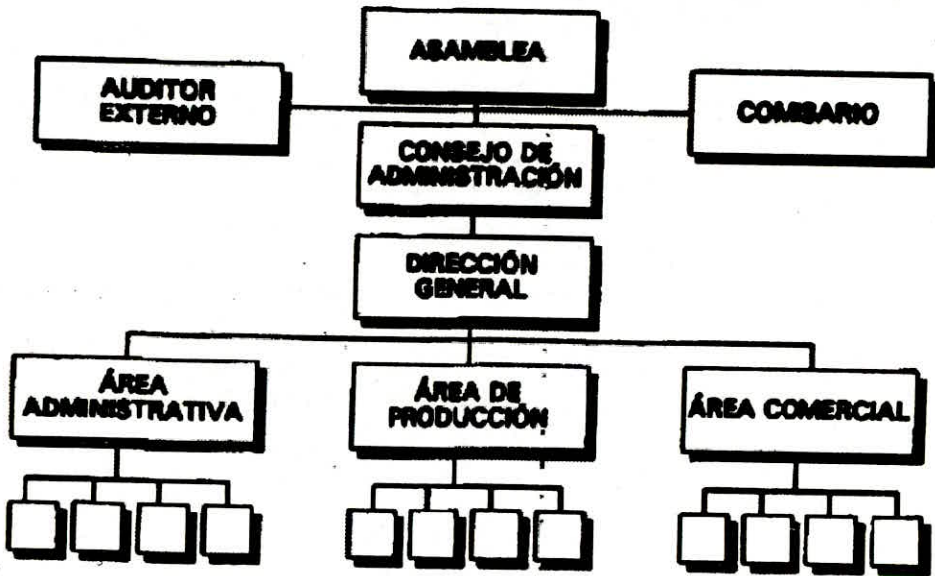 ASAMBLEA
AUDITOR
EXTERNO
COMISARIO
CONSEJO DE
ADMINISTRACIÓN
DIRECCIÓN
GENERAL
ÁREA
ADMINISTRATIVA
ÁREA DE
PRODUCCIÓN
ÁREA COMERCIAL